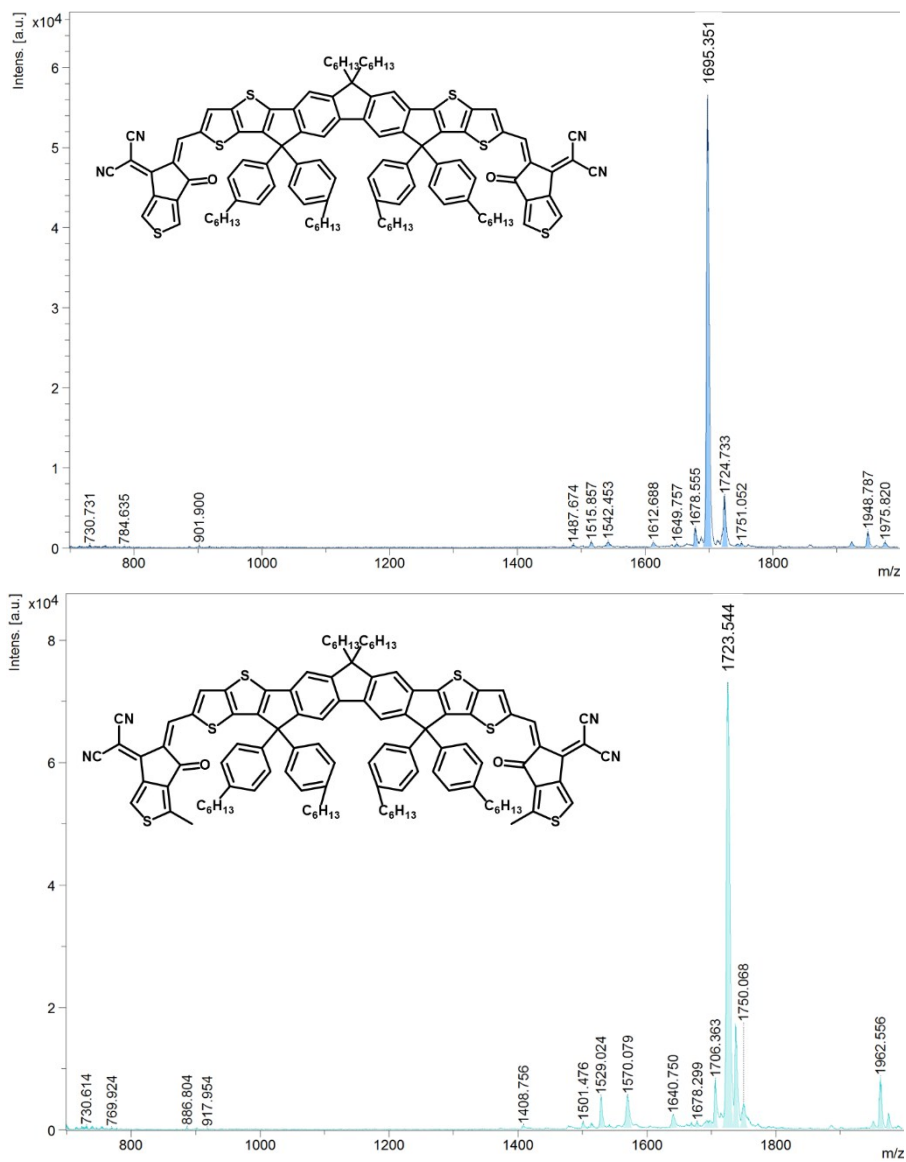 Intens. [a.u.]
x10⁴
6
5
4
3
2
1
0
C₆H₁₃ C₆H₁₃
S
S
S
S
CN
CN
O
O
CN
CN
C₆H₁₃
C₆H₁₃
C₆H₁₃
C₆H₁₃
S
S
730.731
784.635
901.900
1487.674
1515.857
1542.453
1612.688
1649.757
1678.555
1695.351
1724.733
1751.052
1948.787
1975.820
800
1000
1200
1400
1600
1800
m/z
Intens. [a.u.]
x10⁴
8
6
4
2
0
C₆H₁₃ C₆H₁₃
S
S
S
S
CN
NC
O
O
CN
CN
C₆H₁₃
C₆H₁₃
C₆H₁₃
C₆H₁₃
S
S
730.614
769.924
886.804
917.954
1408.756
1501.476
1529.024
1570.079
1640.750
1678.299
1706.363
1723.544
1750.068
1962.556
800
1000
1200
1400
1600
1800
m/z